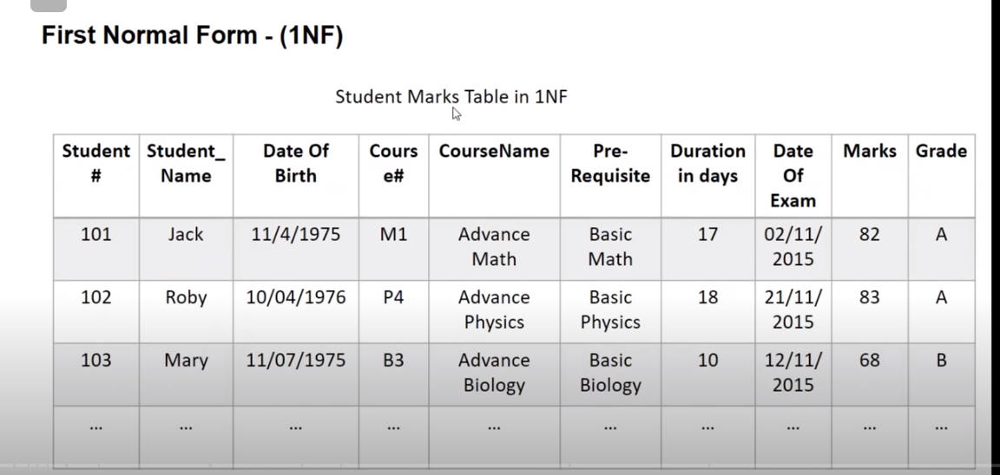 First Normal Form - (1NF)
Student Marks Table in 1NF
Student # Student_ Name Date Of Birth Cours e# CourseName Pre- Requisite Duration in days Date Of Exam Marks Grade
101 Jack 11/4/1975 M1 Advance Math Basic Math 17 02/11/ 2015 82 A
102 Roby 10/04/1976 P4 Advance Physics Basic Physics 18 21/11/ 2015 83 A
103 Mary 11/07/1975 B3 Advance Biology Basic Biology 10 12/11/ 2015 68 B
... ... ... ... ... ... ... ... ... ...